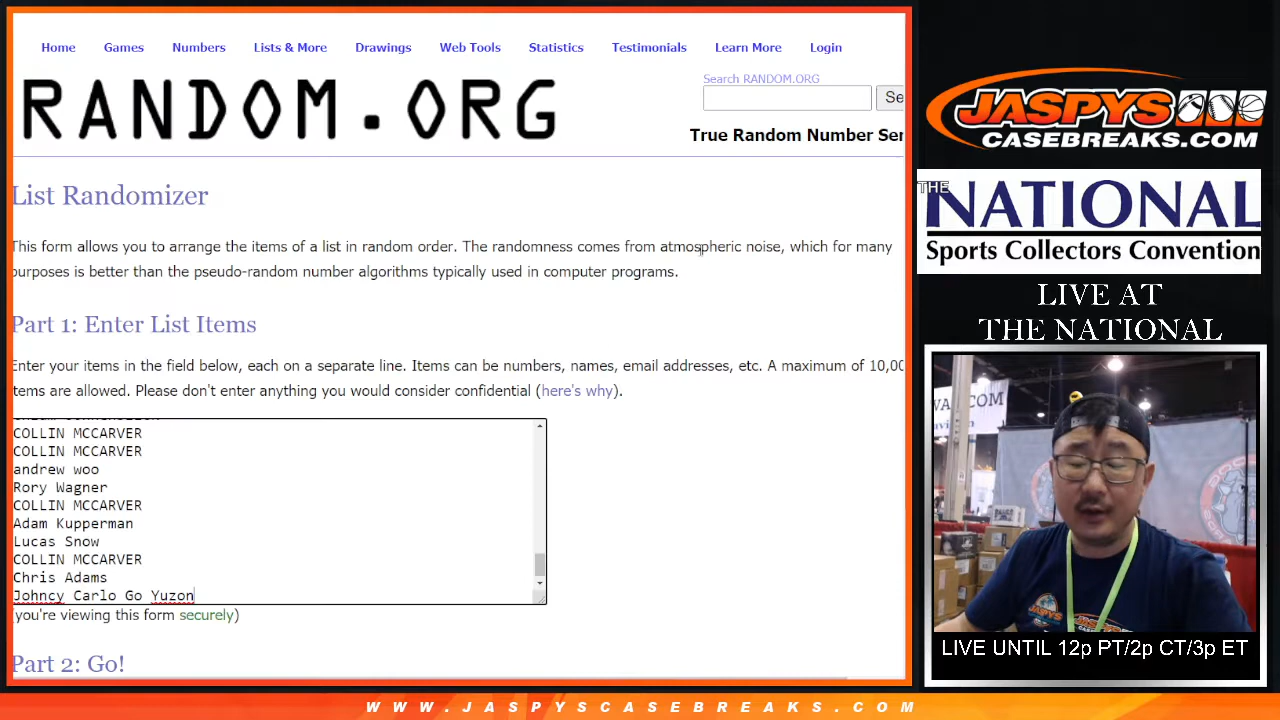 Home Games Numbers Lists & More Drawings Web Tools Statistics Testimonials Learn More Login
RANDOM.ORG
Search RANDOM.ORG
Se
True Random Number Ser
List Randomizer
This form allows you to arrange the items of a list in random order. The randomness comes from atmospheric noise, which for many
purposes is better than the pseudo-random number algorithms typically used in computer programs.
Part 1: Enter List Items
Enter your items in the field below, each on a separate line. Items can be numbers, names, email addresses, etc. A maximum of 10,00
items are allowed. Please don't enter anything you would consider confidential (here's why).
COLLIN MCCARVER
COLLIN MCCARVER
andrew woo
Rory Wagner
COLLIN MCCARVER
Adam Kupperman
Lucas Snow
COLLIN MCCARVER
Chris Adams
Johncy Carlo Go Yuzon
you're viewing this form securely)
Part 2: Go!
JASPYS
CASEBREAKS.COM
THE
NATIONAL
Sports Collectors Convention
LIVE AT
THE NATIONAL
.COM
JASPYS
LIVE UNTIL 12p PT/2p CT/3p ET
WWW.JASPYSCASEBREAKS.COM